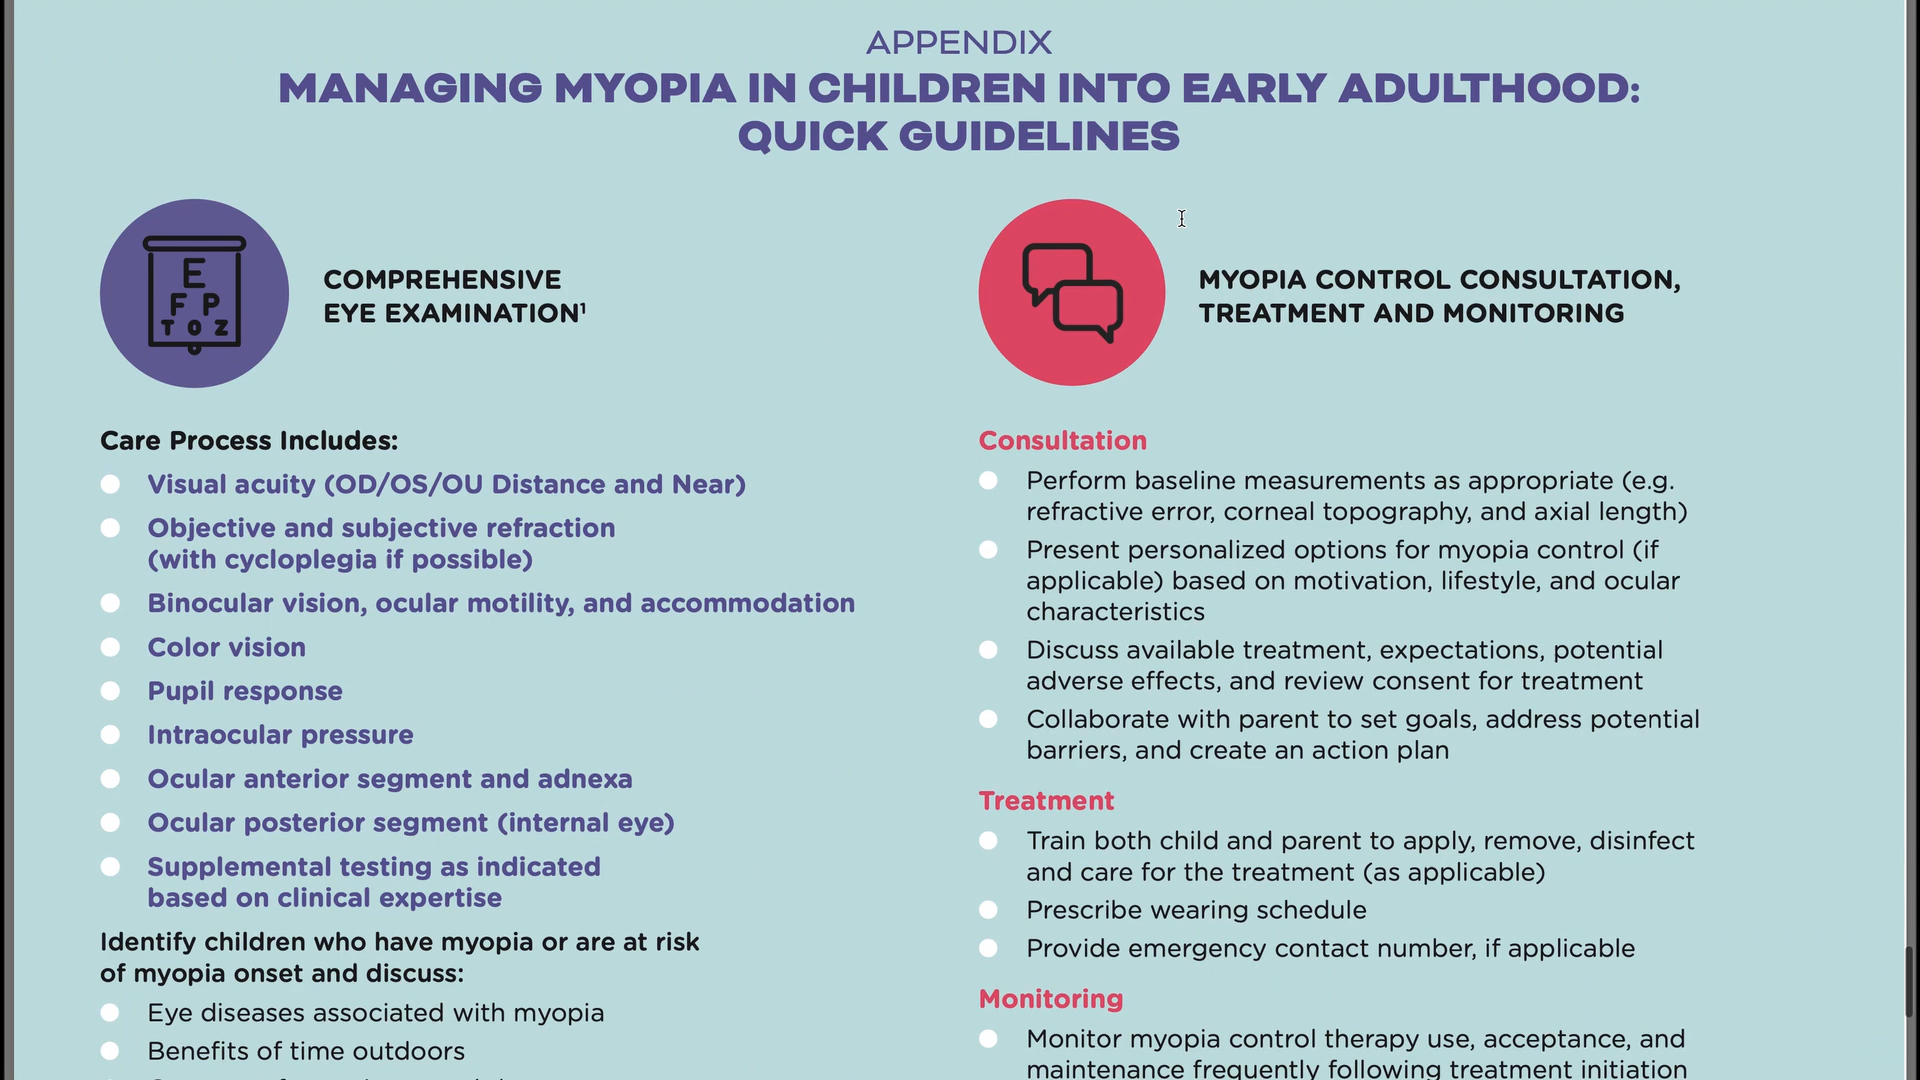 APPENDIX
MANAGING MYOPIA IN CHILDREN INTO EARLY ADULTHOOD:
QUICK GUIDELINES
E
F P
T O Z
COMPREHENSIVE
EYE EXAMINATION¹
Care Process Includes:
Visual acuity (OD/OS/OU Distance and Near)
Objective and subjective refraction
(with cycloplegia if possible)
Binocular vision, ocular motility, and accommodation
Color vision
Pupil response
Intraocular pressure
Ocular anterior segment and adnexa
Ocular posterior segment (internal eye)
Supplemental testing as indicated
based on clinical expertise
Identify children who have myopia or are at risk
of myopia onset and discuss:
Eye diseases associated with myopia
Benefits of time outdoors
MYOPIA CONTROL CONSULTATION,
TREATMENT AND MONITORING
Consultation
Perform baseline measurements as appropriate (e.g.
refractive error, corneal topography, and axial length)
Present personalized options for myopia control (if
applicable) based on motivation, lifestyle, and ocular
characteristics
Discuss available treatment, expectations, potential
adverse effects, and review consent for treatment
Collaborate with parent to set goals, address potential
barriers, and create an action plan
Treatment
Train both child and parent to apply, remove, disinfect
and care for the treatment (as applicable)
Prescribe wearing schedule
Provide emergency contact number, if applicable
Monitoring
Monitor myopia control therapy use, acceptance, and
maintenance frequently following treatment initiation